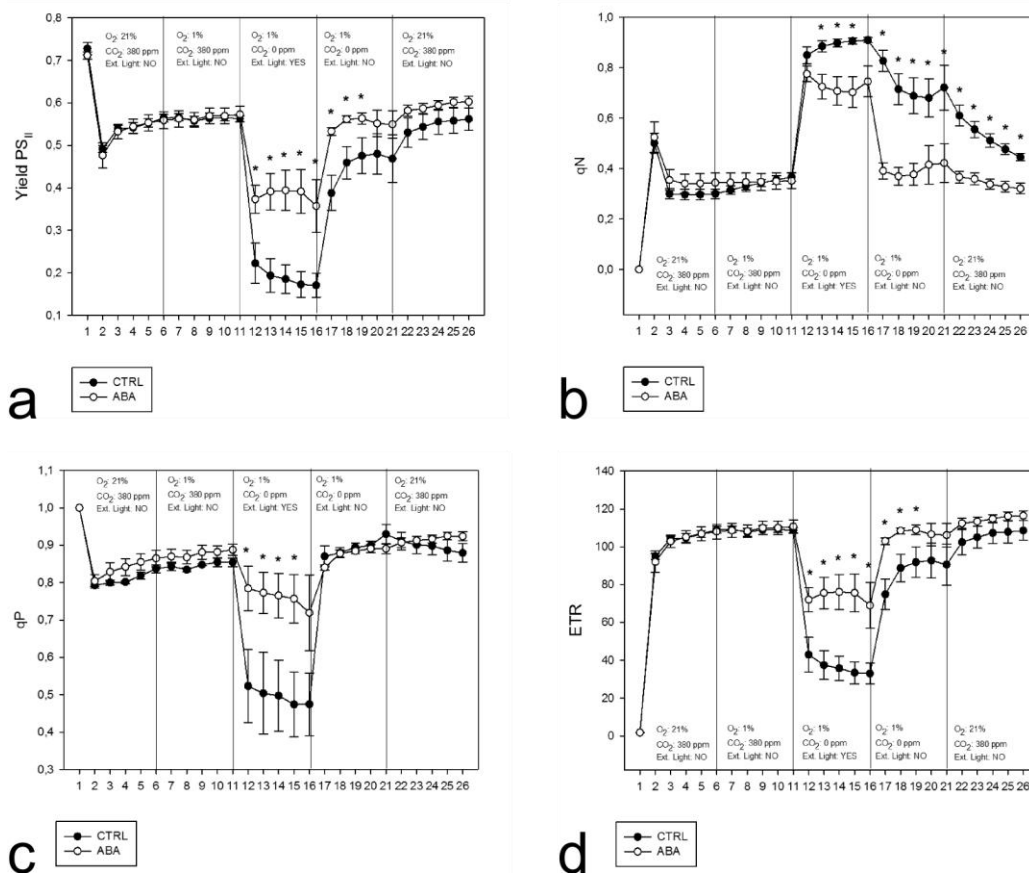 0,8
0,7
0,6
0,5
0,4
0,3
0,2
0,1
Yield PSII
O2: 21%
CO2: 380 ppm
Ext. Light: NO
O2: 1%
CO2: 380 ppm
Ext. Light: NO
O2: 1%
CO2: 0 ppm
Ext. Light: YES
O2: 1%
CO2: 0 ppm
Ext. Light: NO
O2: 21%
CO2: 380 ppm
Ext. Light: NO
* * * * * * * *
1 2 3 4 5 6 7 8 9 10 11 12 13 14 15 16 17 18 19 20 21 22 23 24 25 26
CTRL
ABA
a
1,0
0,8
0,6
0,4
0,2
0,0
qN
* * * * * * * * * * * * * *
O2: 21%
CO2: 380 ppm
Ext. Light: NO
O2: 1%
CO2: 380 ppm
Ext. Light: NO
O2: 1%
CO2: 0 ppm
Ext. Light: YES
O2: 1%
CO2: 0 ppm
Ext. Light: NO
O2: 21%
CO2: 380 ppm
Ext. Light: NO
1 2 3 4 5 6 7 8 9 10 11 12 13 14 15 16 17 18 19 20 21 22 23 24 25 26
CTRL
ABA
b
1,1
1,0
0,9
0,8
0,7
0,6
0,5
0,4
0,3
qP
O2: 21%
CO2: 380 ppm
Ext. Light: NO
O2: 1%
CO2: 380 ppm
Ext. Light: NO
O2: 1%
CO2: 0 ppm
Ext. Light: YES
O2: 1%
CO2: 0 ppm
Ext. Light: NO
O2: 21%
CO2: 380 ppm
Ext. Light: NO
* * * *
1 2 3 4 5 6 7 8 9 10 11 12 13 14 15 16 17 18 19 20 21 22 23 24 25 26
CTRL
ABA
c
140
120
100
80
60
40
20
0
ETR
* * * * * * * *
O2: 21%
CO2: 380 ppm
Ext. Light: NO
O2: 1%
CO2: 380 ppm
Ext. Light: NO
O2: 1%
CO2: 0 ppm
Ext. Light: YES
O2: 1%
CO2: 0 ppm
Ext. Light: NO
O2: 21%
CO2: 380 ppm
Ext. Light: NO
1 2 3 4 5 6 7 8 9 10 11 12 13 14 15 16 17 18 19 20 21 22 23 24 25 26
CTRL
ABA
d